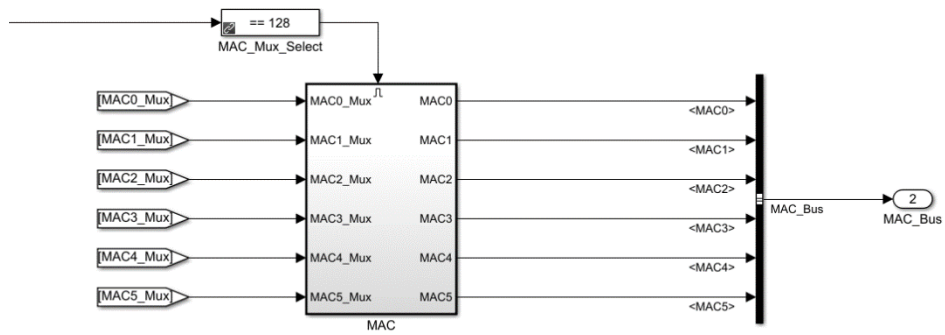 == 128
MAC_Mux_Select
[MAC0_Mux] MAC0_Mux MAC0 <MAC0>
[MAC1_Mux] MAC1_Mux MAC1 <MAC1>
[MAC2_Mux] MAC2_Mux MAC2 <MAC2>
[MAC3_Mux] MAC3_Mux MAC3 <MAC3>
[MAC4_Mux] MAC4_Mux MAC4 <MAC4>
[MAC5_Mux] MAC5_Mux MAC5 <MAC5>
MAC
MAC_Bus
2
MAC_Bus